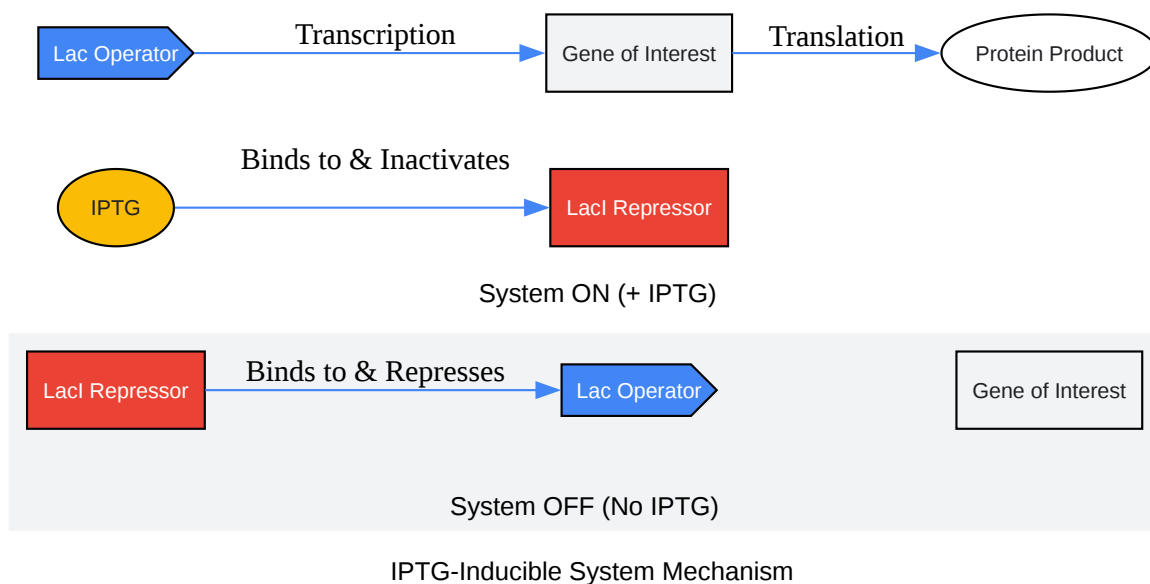 Lac Operator
Transcription
Gene of Interest
Translation
Protein Product
IPTG
Binds to & Inactivates
LacI Repressor
System ON (+ IPTG)
LacI Repressor
Binds to & Represses
Lac Operator
Gene of Interest
System OFF (No IPTG)
IPTG-Inducible System Mechanism